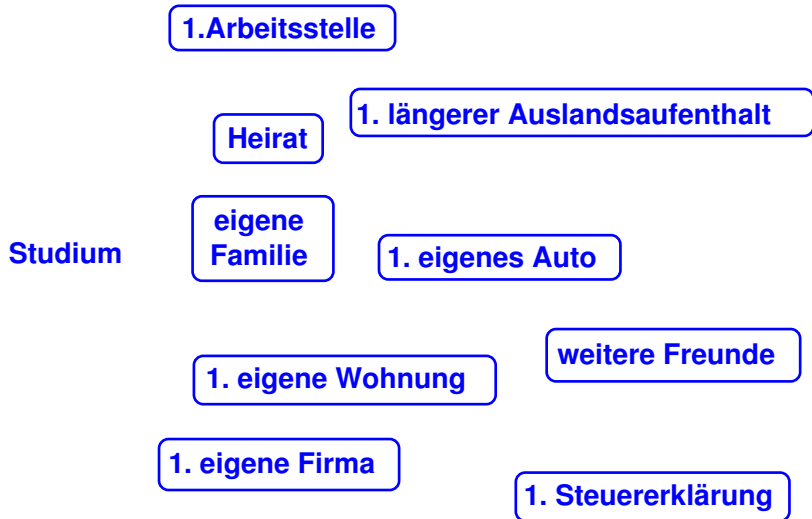 1.Arbeitsstelle
1. längerer Auslandsaufenthalt
Heirat
eigene
Familie
Studium
1. eigenes Auto
weitere Freunde
1. eigene Wohnung
1. eigene Firma
1. Steuererklärung